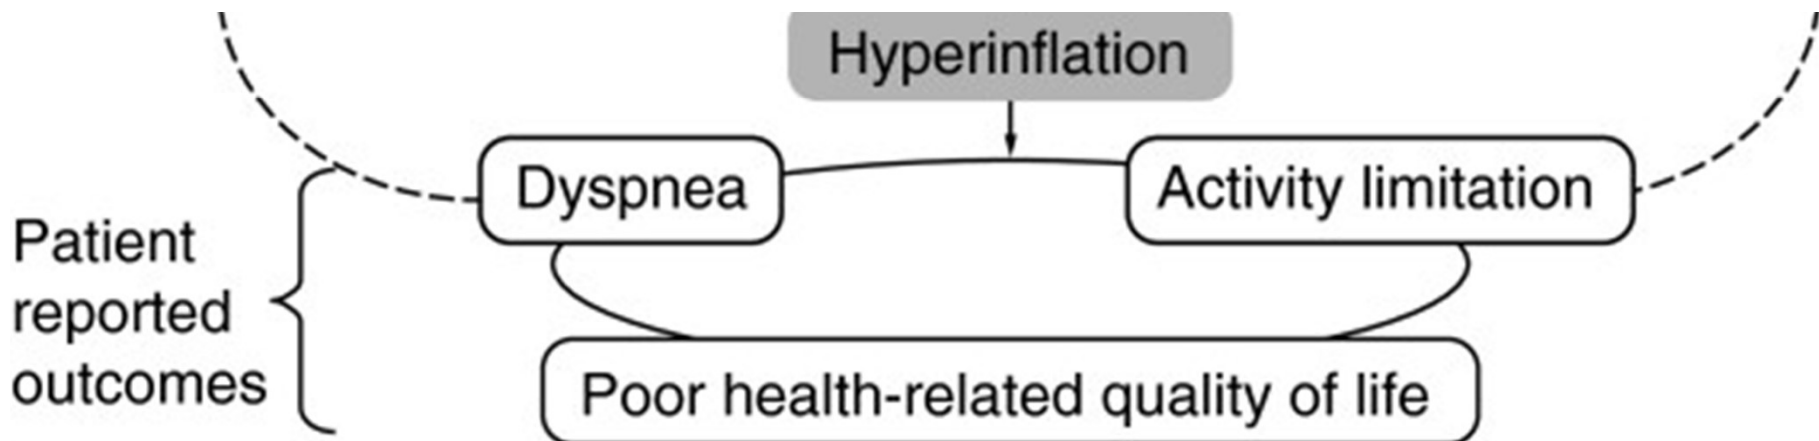 Hyperinflation
Dyspnea
Activity limitation
Patient
reported
outcomes
Poor health-related quality of life